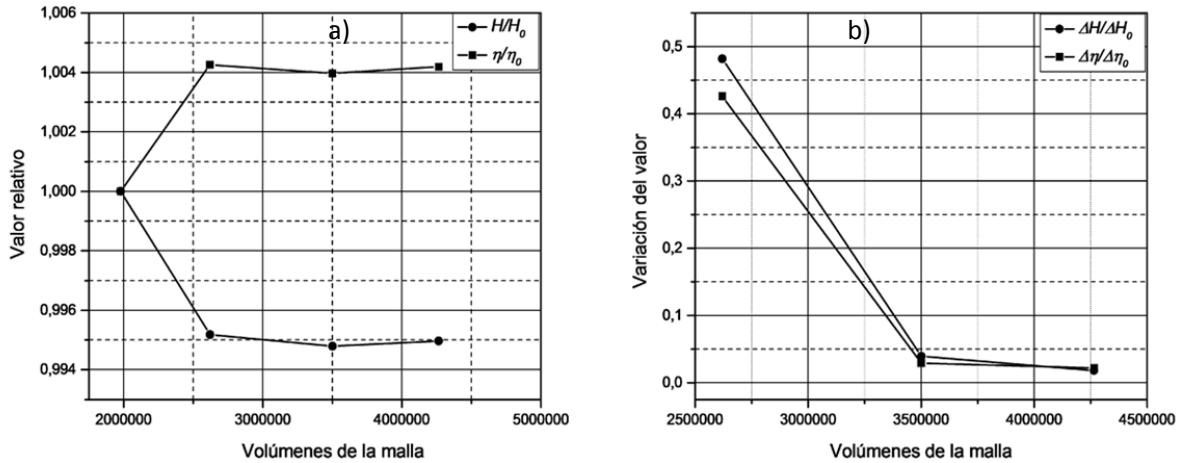 a)
H/H₀
η/η₀
1,006
1,004
1,002
1,000
0,998
0,996
0,994
Valor relativo
2000000 3000000 4000000 5000000
Volúmenes de la malla
b)
ΔH/ΔH₀
Δη/Δη₀
0,5
0,4
0,3
0,2
0,1
0,0
Variación del valor
2500000 3000000 3500000 4000000 4500000
Volúmenes de la malla